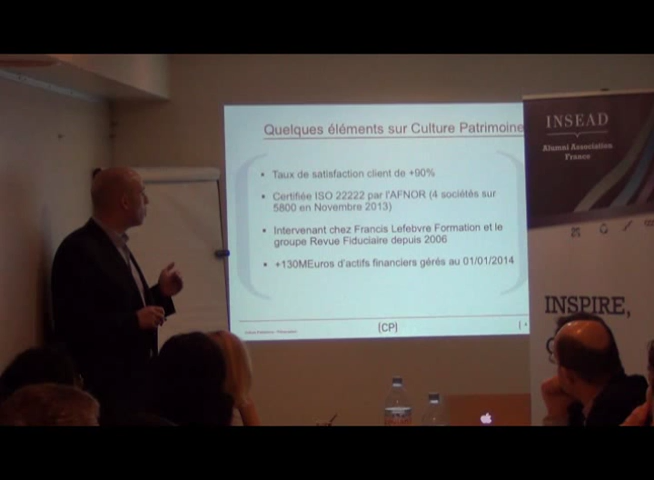 Quelques éléments sur Culture Patrimoine
Taux de satisfaction client de +90%
Certifiée ISO 22222 par l'AFNOR (4 sociétés sur
5800 en Novembre 2013)
Intervenant chez Francis Lefebvre Formation et le
groupe Revue Fiduciaire depuis 2006
+130MEuros d'actifs financiers gérés au 01/01/2014
(CP)
INSEAD
Alumni Association
France
INSPIRE,